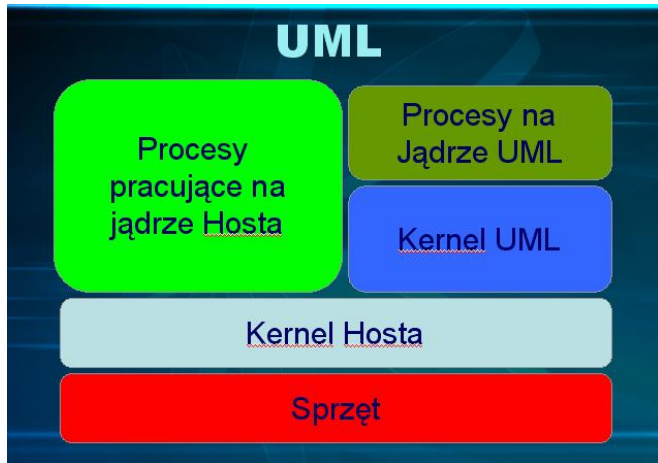 UML
Procesy
pracujące na
jądrze Hosta
Procesy na
Jądrze UML
Kernel UML
Kernel Hosta
Sprzęt